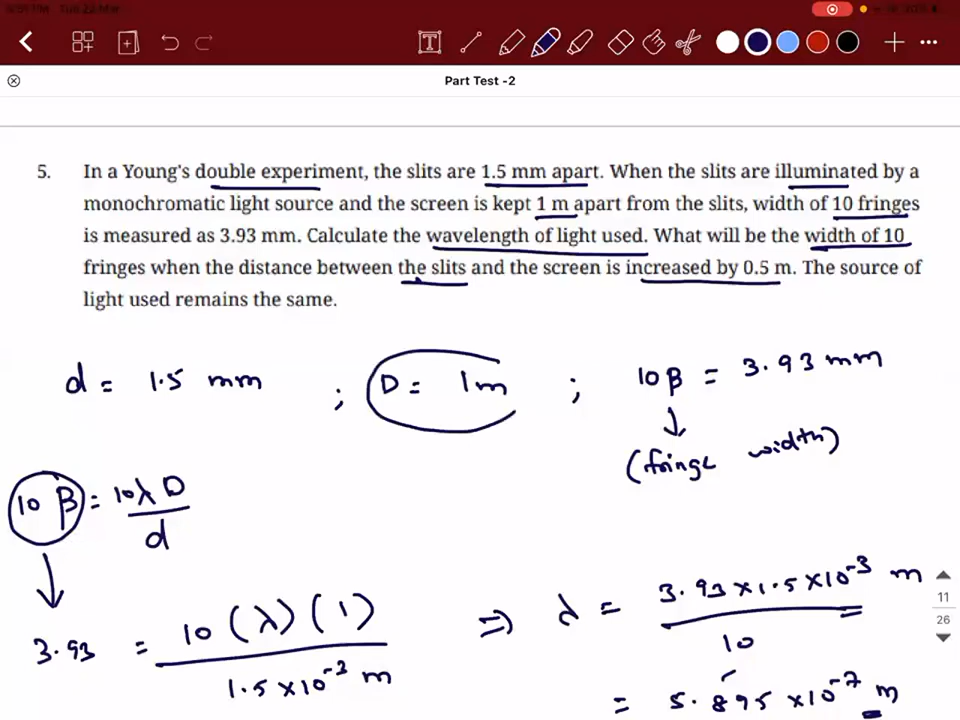 Part Test -2
5. In a Young's double experiment, the slits are 1.5 mm apart. When the slits are illuminated by a
monochromatic light source and the screen is kept 1 m apart from the slits, width of 10 fringes
is measured as 3.93 mm. Calculate the wavelength of light used. What will be the width of 10
fringes when the distance between the slits and the screen is increased by 0.5 m. The source of
light used remains the same.
d = 1.5 mm ; D = 1m ; 10 β = 3.93 mm
(fringe width)
10 β = 10λD / d
3.93 = 10 (λ) (1) / 1.5 × 10⁻³ m ⇒ λ = 3.93 × 1.5 × 10⁻³ m / 10
= 5.895 × 10⁻⁷ m
11
26